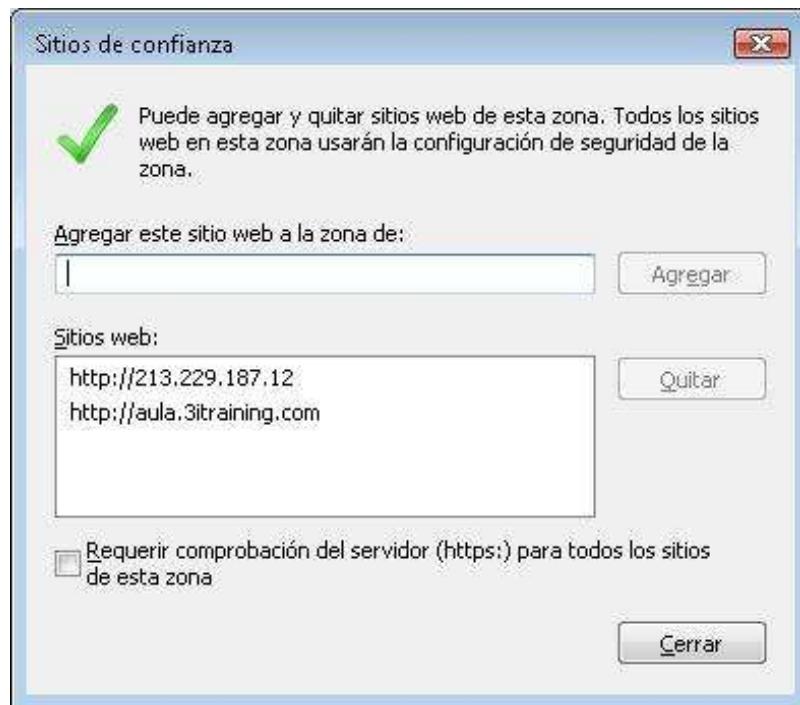 Sitios de confianza
Puede agregar y quitar sitios web de esta zona. Todos los sitios
web en esta zona usarán la configuración de seguridad de la
zona.
Agregar este sitio web a la zona de:
Agregar
Sitios web:
http://213.229.187.12
http://aula.3itraining.com
Quitar
Requerir comprobación del servidor (https:) para todos los sitios
de esta zona
Cerrar